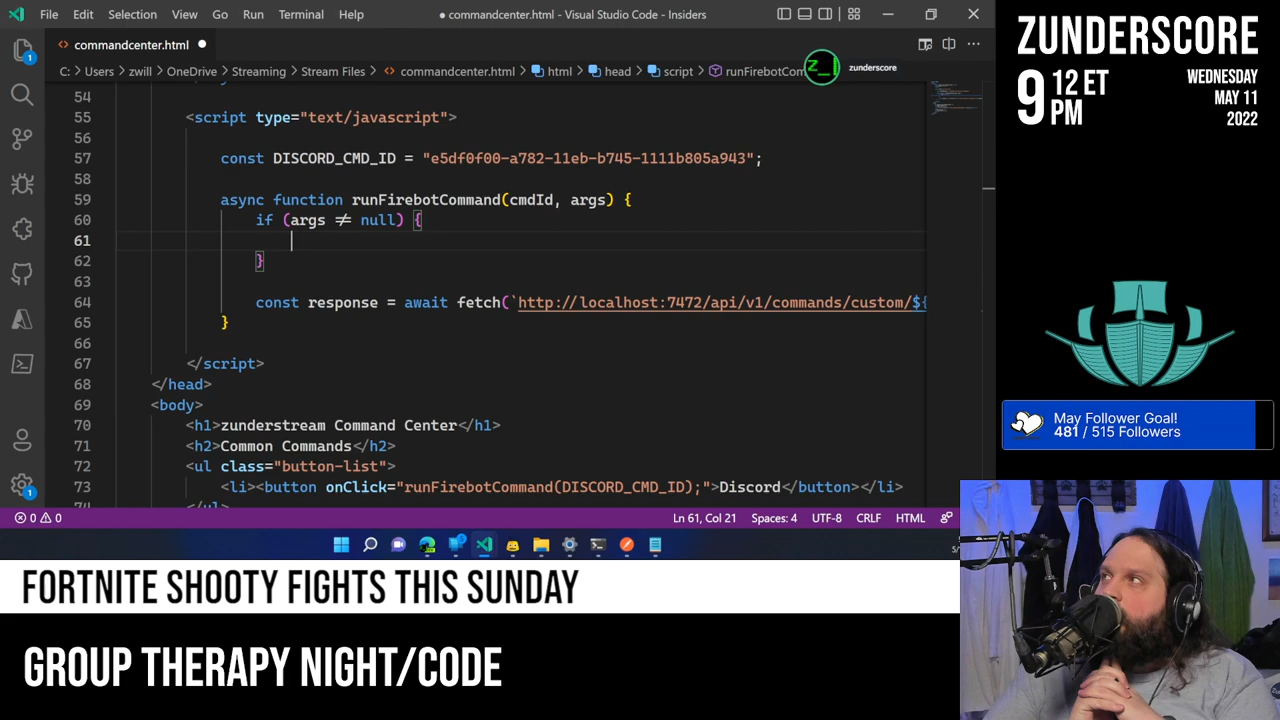 File Edit Selection View Go Run Terminal Help
● commandcenter.html - Visual Studio Code - Insiders
commandcenter.html ●
C: > Users > zwill > OneDrive > Streaming > Stream Files > commandcenter.html > html > head > script > runFirebotCom
z_| zunderscore
54
55 <script type="text/javascript">
56
57 const DISCORD_CMD_ID = "e5df0f00-a782-11eb-b745-1111b805a943";
58
59 async function runFirebotCommand(cmdId, args) {
60 if (args ≠ null) {
61
62 }
63
64 const response = await fetch(`http://localhost:7472/api/v1/commands/custom/${
65 }
66
67 </script>
68 </head>
69 <body>
70 <h1>zunderstream Command Center</h1>
71 <h2>Common Commands</h2>
72 <ul class="button-list">
73 <li><button onClick="runFirebotCommand(DISCORD_CMD_ID);">Discord</button></li>
74 </ul>
1
1
0 0
Ln 61, Col 21 Spaces: 4 UTF-8 CRLF HTML
5/
ZUNDERSCORE
9 12 ET
PM
WEDNESDAY
MAY 11
2022
May Follower Goal!
481 / 515 Followers
FORTNITE SHOOTY FIGHTS THIS SUNDAY
GROUP THERAPY NIGHT/CODE